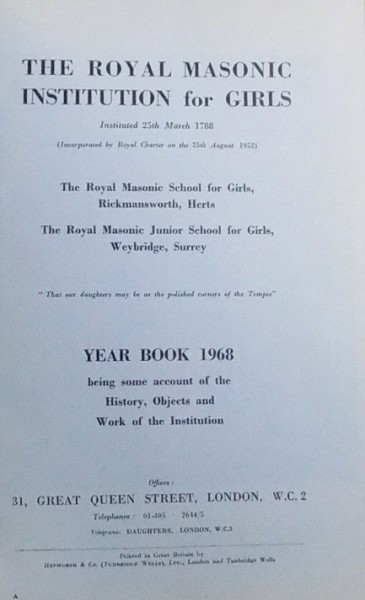 THE ROYAL MASONIC
INSTITUTION for GIRLS
Instituted 25th March 1788
(Incorporated by Royal Charter on the 25th August 1952)
The Royal Masonic School for Girls,
Rickmansworth, Herts
The Royal Masonic Junior School for Girls,
Weybridge, Surrey
"That our daughters may be as the polished corners of the Temple"
YEAR BOOK 1968
being some account of the
History, Objects and
Work of the Institution
Offices:
31, GREAT QUEEN STREET, LONDON, W.C.2
Telephones: 01-405 - 2644/5
Telegrams: DAUGHTERS, LONDON, W.C.2
Printed in Great Britain by
HEPWORTH & Co. (TUNBRIDGE WELLS), LTD., London and Tunbridge Wells
A